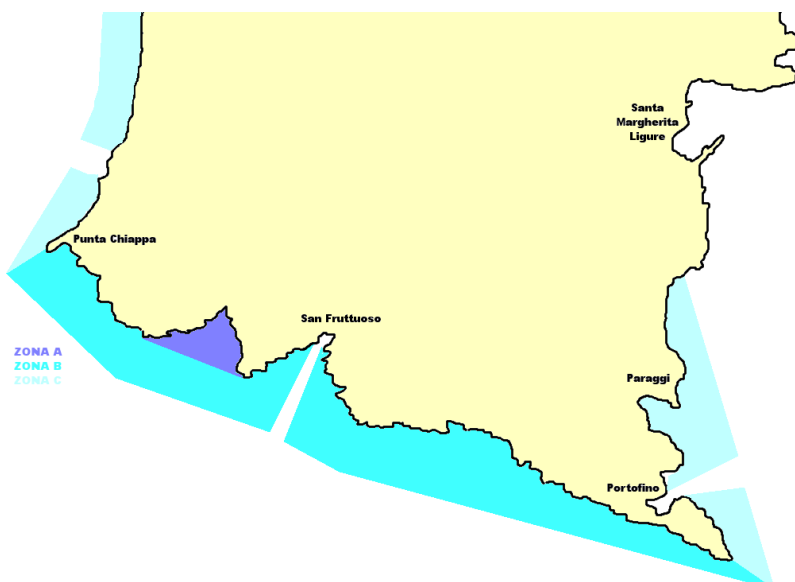 Santa
Margherita
Ligure
Punta Chiappa
San Fruttuoso
ZONA A
ZONA B
ZONA C
Paraggi
Portofino